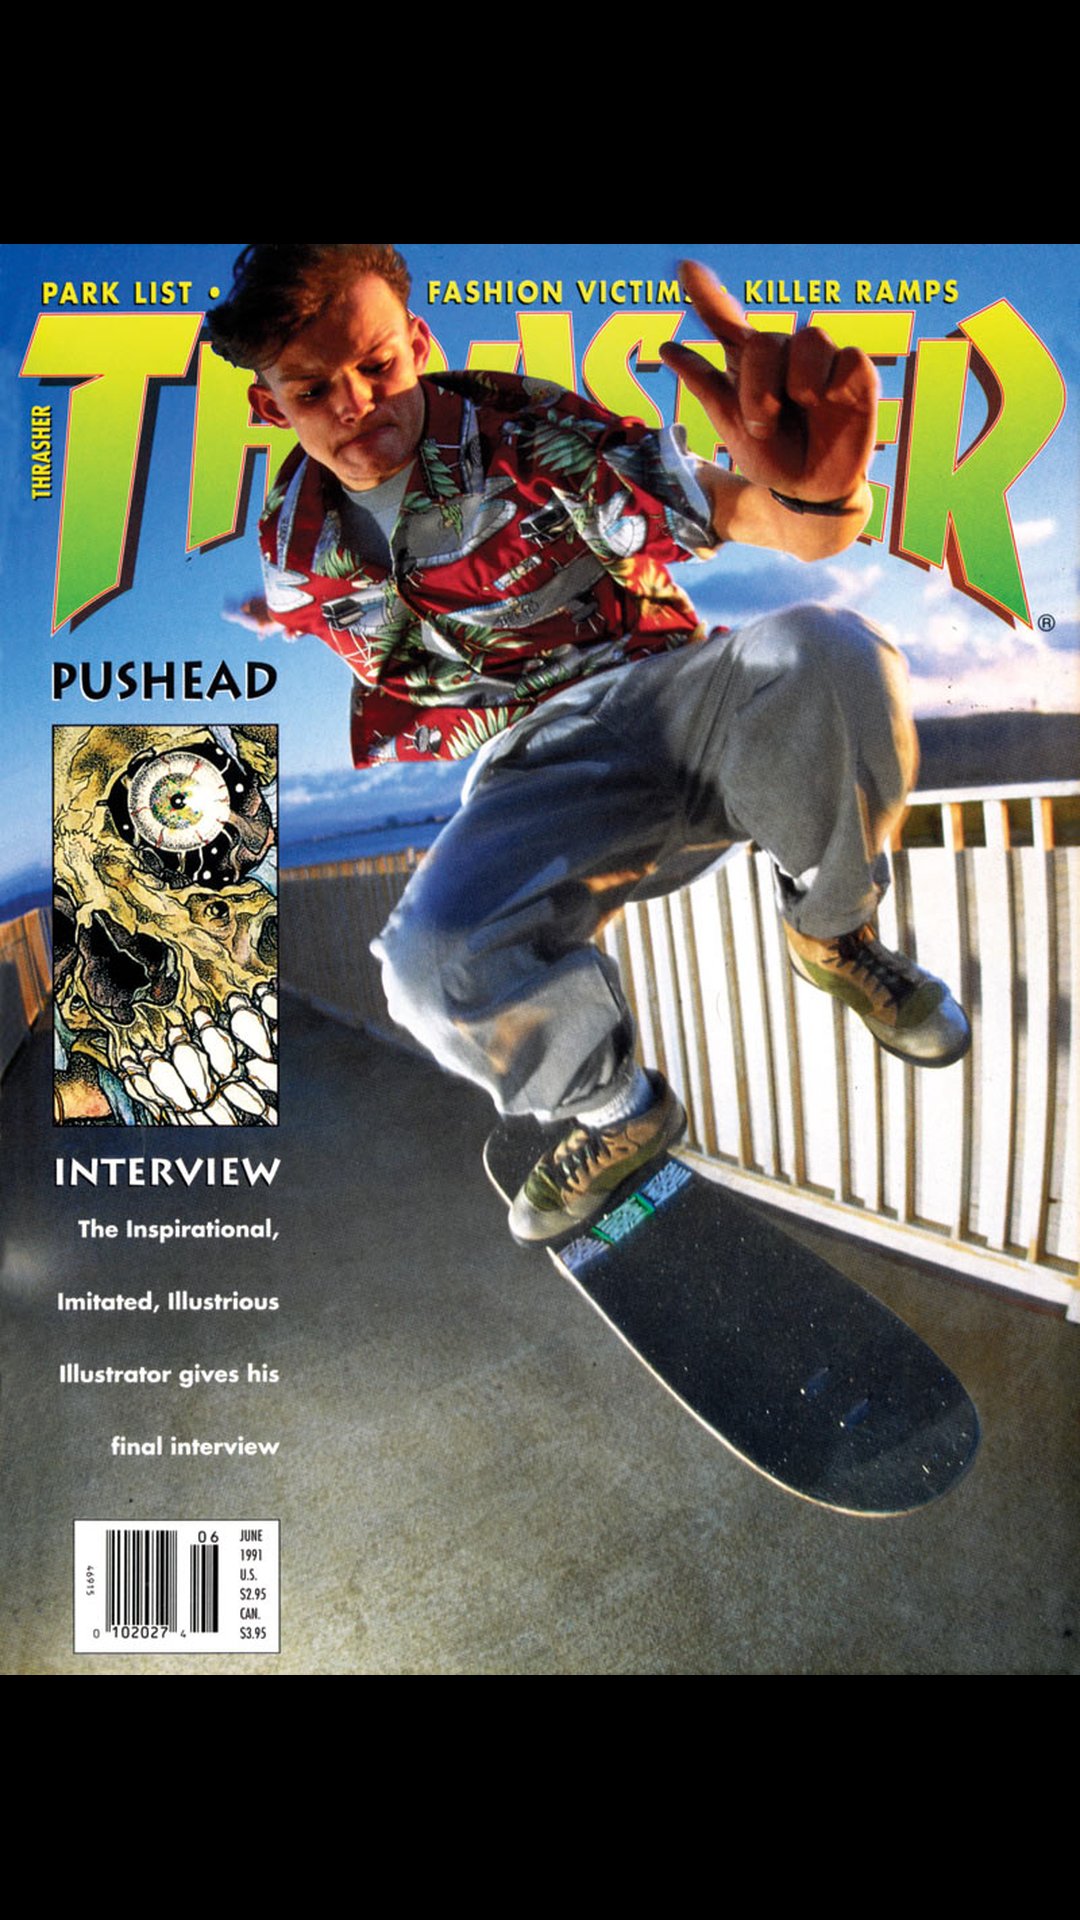 PARK LIST • FASHION VICTIMS • KILLER RAMPS
THRASHER
THRASHER
®
PUSHEAD
INTERVIEW
The Inspirational,
Imitated, Illustrious
Illustrator gives his
final interview
06
JUNE
1991
U.S.
$2.95
CAN.
$3.95
46915
0 102027 4